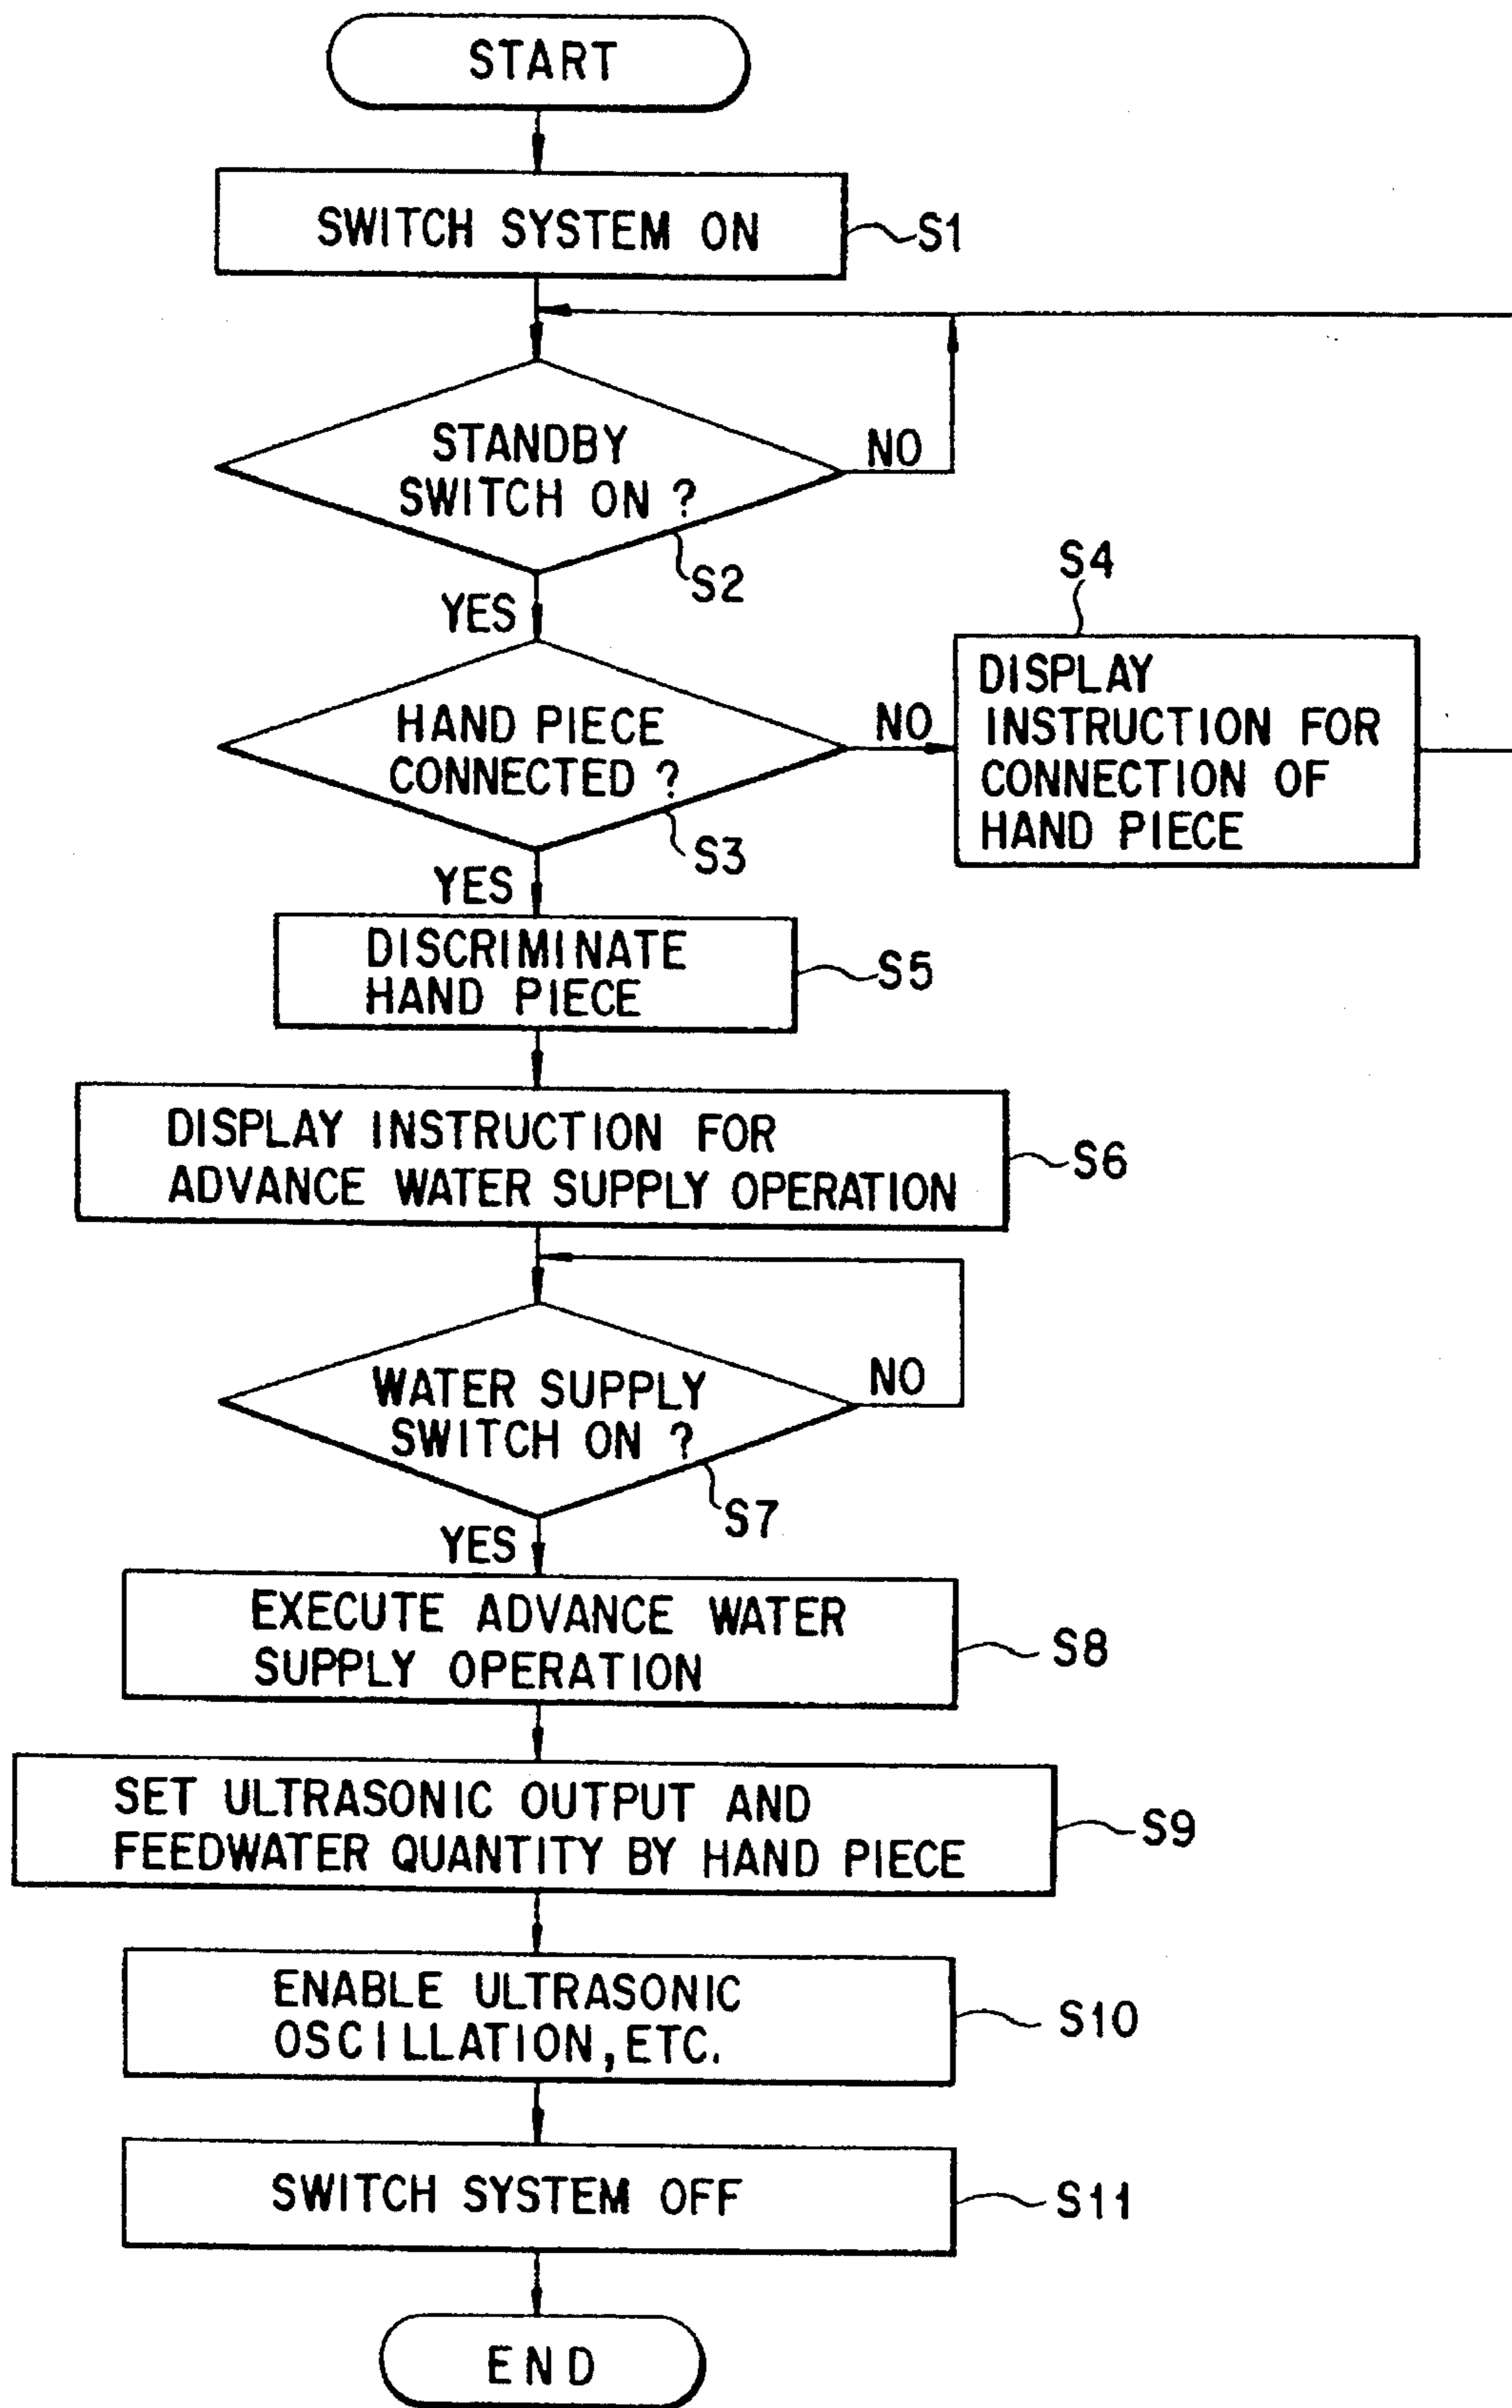 START
SWITCH SYSTEM ON
S1
STANDBY
SWITCH ON ?
NO
S2
YES
HAND PIECE
CONNECTED ?
NO
S3
S4
DISPLAY
INSTRUCTION FOR
CONNECTION OF
HAND PIECE
YES
DISCRIMINATE
HAND PIECE
S5
DISPLAY INSTRUCTION FOR
ADVANCE WATER SUPPLY OPERATION
S6
WATER SUPPLY
SWITCH ON ?
NO
S7
YES
EXECUTE ADVANCE WATER
SUPPLY OPERATION
S8
SET ULTRASONIC OUTPUT AND
FEEDWATER QUANTITY BY HAND PIECE
S9
ENABLE ULTRASONIC
OSCILLATION, ETC.
S10
SWITCH SYSTEM OFF
S11
END